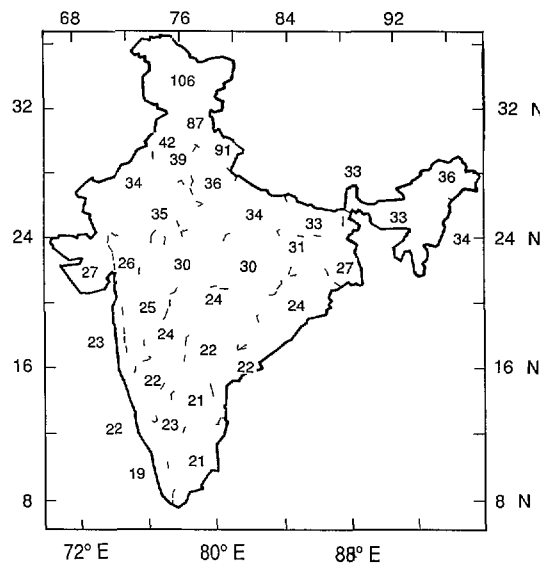 68 76 84 92
106
32 87 32 N
42 91
39 33
34 36 36
35 34 33 33
24 31 34 24 N
27 26 30 30 27
25 24 24
23 24
22
16 22 22 16 N
21
22 23
19 21
8 8 N
72° E 80° E 88° E